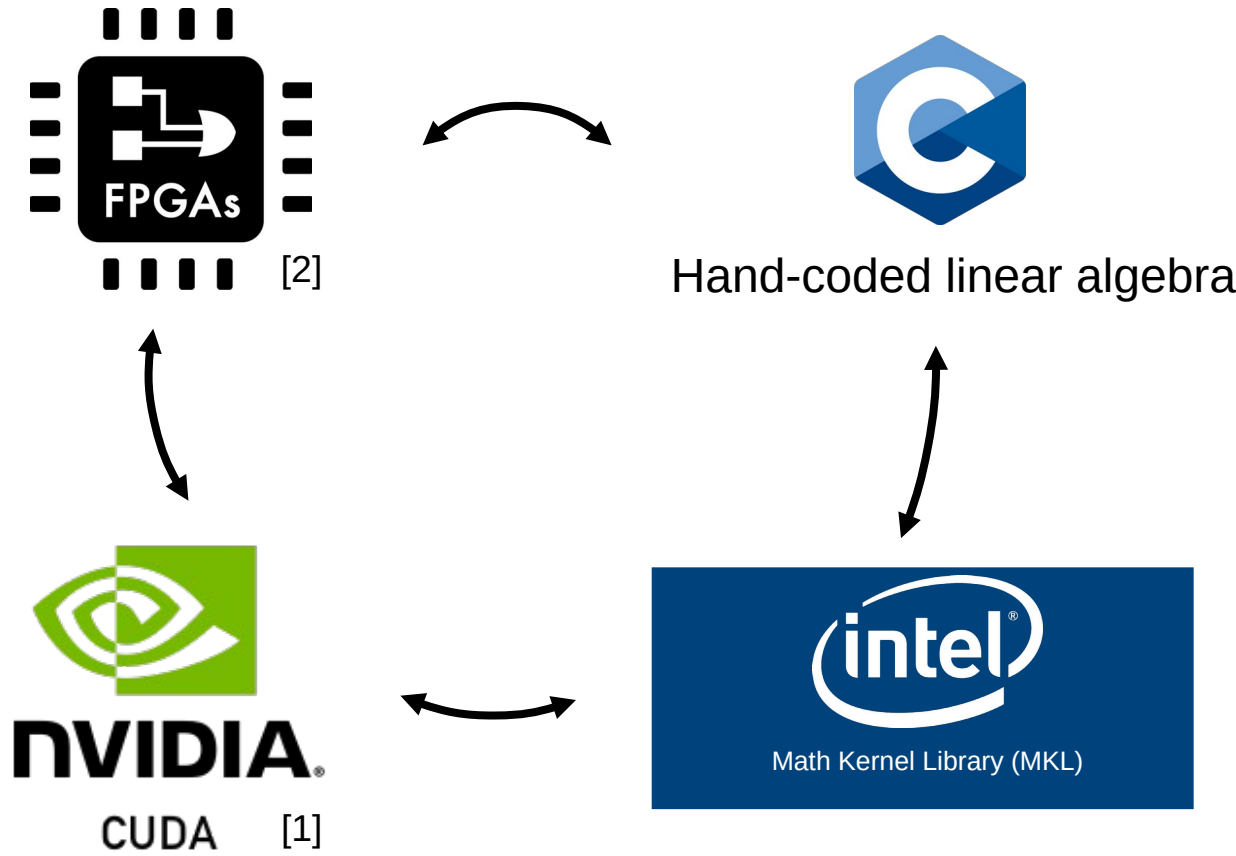 FPGAs
[2]
C
Hand-coded linear algebra
intel®
Math Kernel Library (MKL)
nVIDIA.
CUDA
[1]